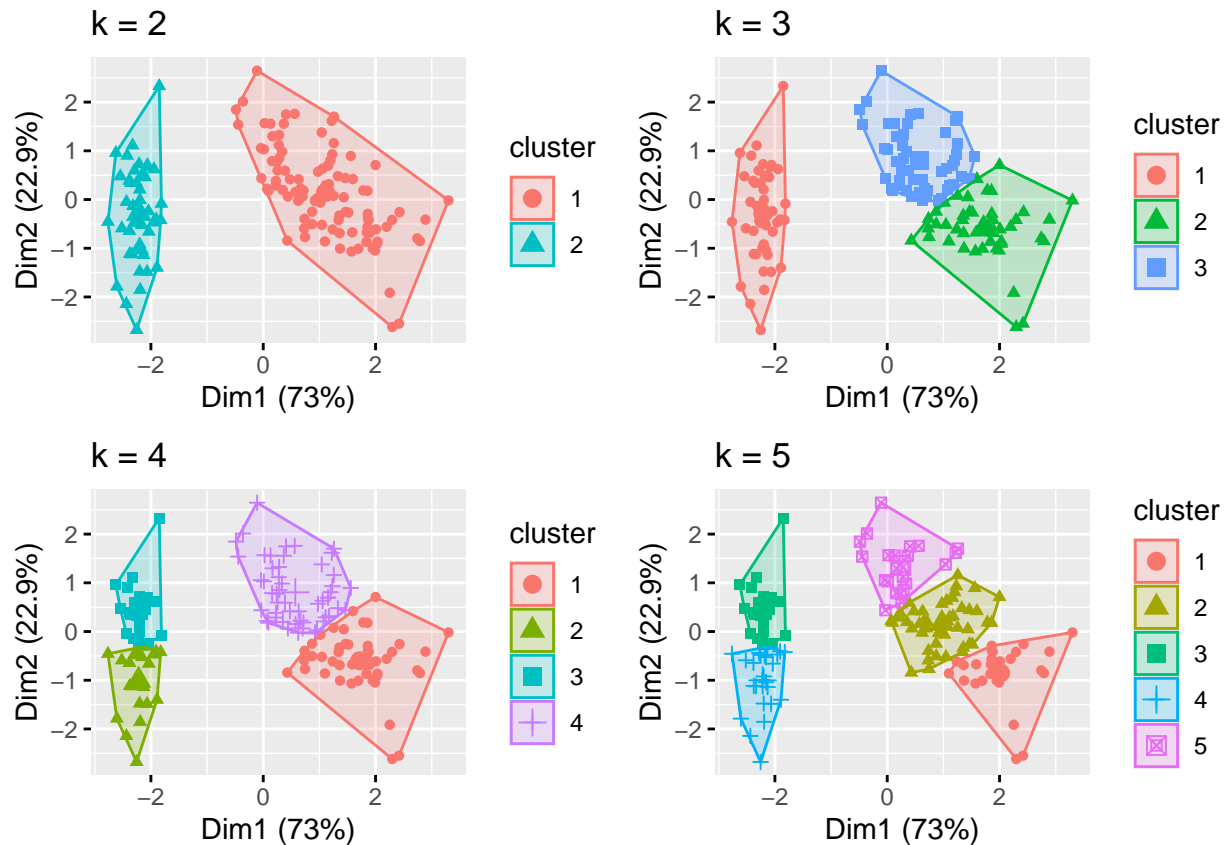 k = 2
Dim2 (22.9%)
2
1
0
−1
−2
−2
0
2
Dim1 (73%)
cluster
1
2
k = 3
Dim2 (22.9%)
2
1
0
−1
−2
−2
0
2
Dim1 (73%)
cluster
1
2
3
k = 4
Dim2 (22.9%)
2
1
0
−1
−2
−2
0
2
Dim1 (73%)
cluster
1
2
3
4
k = 5
Dim2 (22.9%)
2
1
0
−1
−2
−2
0
2
Dim1 (73%)
cluster
1
2
3
4
5